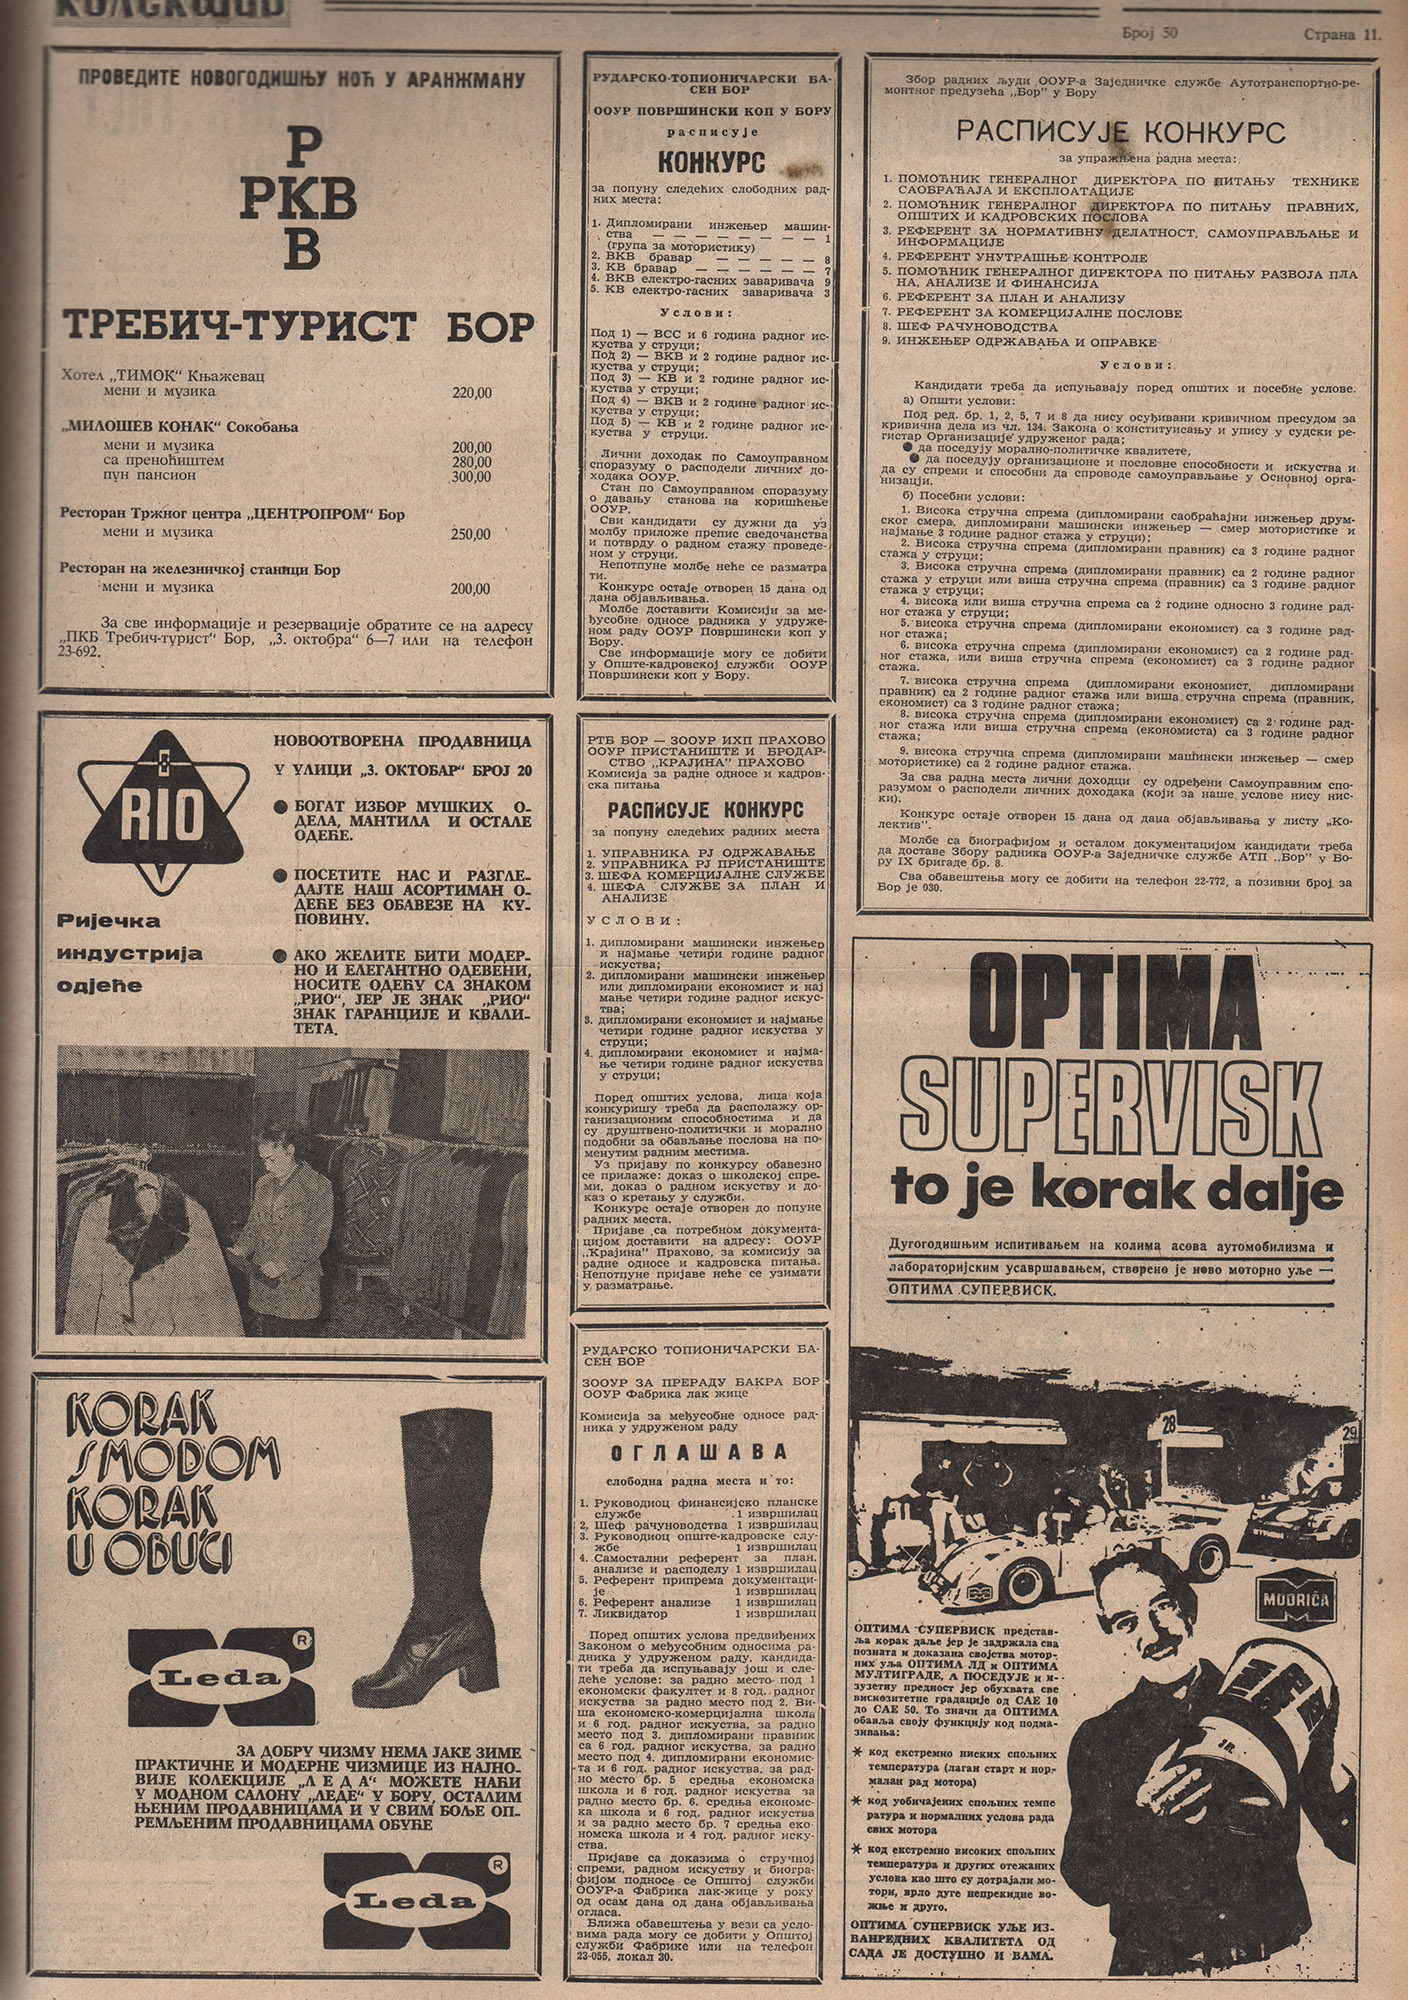 Колектив
Број 50
Страна 11.
ПРОВЕДИТЕ НОВОГОДИШЊУ НОЋ У АРАНЖМАНУ
Р
РКВ
В
ТРЕБИЧ-ТУРИСТ БОР
Хотел „ТИМОК“ Књажевац
мени и музика 220,00
„МИЛОШЕВ КОНАК“ Сокобања
мени и музика 200,00
са преноћиштем 280,00
пун пансион 300,00
Ресторан Тржног центра „ЦЕНТРОПРОМ“ Бор
мени и музика 250,00
Ресторан на железничкој станици Бор
мени и музика 200,00
За све информације и резервације обратите се на адресу
„ПКБ Требич-турист“ Бор, „3. октобра“ 6—7 или на телефон
23-692.
RIO
Ријечка
индустрија
одјеће
НОВООТВОРЕНА ПРОДАВНИЦА
У УЛИЦИ „3. ОКТОБАР“ БРОЈ 20
● БОГАТ ИЗБОР МУШКИХ О-
ДЕЛА, МАНТИЛА И ОСТАЛЕ
ОДЕЋЕ.
● ПОСЕТИТЕ НАС И РАЗГЛЕ-
ДАЈТЕ НАШ АСОРТИМАН О-
ДЕЋЕ БЕЗ ОБАВЕЗЕ НА КУ-
ПОВИНУ.
● АКО ЖЕЛИТЕ БИТИ МОДЕР-
НО И ЕЛЕГАНТНО ОДЕВЕНИ,
НОСИТЕ ОДЕЋУ СА ЗНАКОМ
„РИО“, ЈЕР ЈЕ ЗНАК „РИО“
ЗНАК ГАРАНЦИЈЕ И КВАЛИ-
ТЕТА.
KORAK
S MODOM
KORAK
U OBUĆI
Leda
R
ЗА ДОБРУ ЧИЗМУ НЕМА ЈАКЕ ЗИМЕ
ПРАКТИЧНЕ И МОДЕРНЕ ЧИЗМИЦЕ ИЗ НАЈНО-
ВИЈЕ КОЛЕКЦИЈЕ „Л Е Д А“ МОЖЕТЕ НАЋИ
У МОДНОМ САЛОНУ „ЛЕДЕ“ У БОРУ, ОСТАЛИМ
ЊЕНИМ ПРОДАВНИЦАМА И У СВИМ БОЉЕ ОП-
РЕМЉЕНИМ ПРОДАВНИЦАМА ОБУЋЕ
Leda
R
РУДАРСКО-ТОПИОНИЧАРСКИ БА-
СЕН БОР
ООУР ПОВРШИНСКИ КОП У БОРУ
расписује
КОНКУРС
за попуну следећих слободних рад-
них места:
1. Дипломирани инжењер машин-
ства — — — — — — — — 1
(група за мотористику)
2. ВКВ бравар — — — — — 8
3. КВ бравар — — — — — — 7
4. ВКВ електро-гасних заваривача 9
5. КВ електро-гасних заваривача 3
Услови:
Под 1) — ВСС и 6 година радног ис-
куства у струци;
Под 2) — ВКВ и 2 године радног ис-
куства у струци;
Под 3) — КВ и 2 године радног ис-
куства у струци;
Под 4) — ВКВ и 2 године радног ис-
куства у струци;
Под 5) — КВ и 2 године радног ис-
куства у струци.
Лични доходак по Самоуправном
споразуму о расподели личних до-
ходака ООУР.
Стан по Самоуправном споразуму
о давању станова на коришћење
ООУР.
Сви кандидати су дужни да уз
молбу приложе препис сведочанства
и потврду о радном стажу проведе-
ном у струци.
Непотпуне молбе неће се разматра
ти.
Конкурс остаје отворен 15 дана од
дана објављивања.
Молбе доставити Комисији за ме-
ђусобне односе радника у удруже-
ном раду ООУР Површински коп у
Бору.
Све информације могу се добити
у Опште-кадровској служби ООУР
Површински коп у Бору.
РТБ БОР — ЗООУР ИХП ПРАХОВО
ООУР ПРИСТАНИШТЕ И БРОДАР-
СТВО „КРАЈИНА” ПРАХОВО
Комисија за радне односе и кадров-
ска питања
РАСПИСУЈЕ КОНКУРС
за попуну следећих радних места
1. УПРАВНИКА РЈ ОДРЖАВАЊЕ
2. УПРАВНИКА РЈ ПРИСТАНИШТЕ
3. ШЕФА КОМЕРЦИЈАЛНЕ СЛУЖБЕ
4. ШЕФА СЛУЖБЕ ЗА ПЛАН И
АНАЛИЗЕ
УСЛОВИ:
1. дипломирани машински инжењер
и најмање четири године радног
искуства;
2. дипломирани машински инжењер
или дипломирани економист и нај
мање четири године радног искус-
тва;
3. дипломирани економист и најмање
четири године радног искуства у
струци;
4. дипломирани економист и најма-
ње четири године радног искуства
у струци;
Поред општих услова, лица која
конкуришу треба да располажу ор-
ганизационим способностима и да
су друштвено-политички и морално
подобни за обављање послова на по-
менутим радним местима.
Уз пријаву по конкурсу обавезно
се прилаже: доказ о школској спре-
ми, доказ о радном искуству и до-
каз о кретању у служби.
Конкурс остаје отворен до попуне
радних места.
Пријаве са потребном документа-
цијом доставити на адресу: ООУР
„Крајина” Прахово, за комисију за
радне односе и кадровска питања.
Непотпуне пријаве неће се узимати
у разматрање.
РУДАРСКО ТОПИОНИЧАРСКИ БА-
СЕН БОР
ЗООУР ЗА ПРЕРАДУ БАКРА БОР
ООУР Фабрика лак жице
Комисија за међусобне односе рад-
ника у удруженом раду
ОГЛАШАВА
слободна радна места и то:
1. Руководиоц финансијско планске
службе 1 извршилац
2. Шеф рачуноводства 1 извршилац
3. Руководиоц опште-кадровске слу-
жбе 1 извршилац
4. Самостални референт за план,
анализе и расподелу 1 извршилац
5. Референт припрема документаци-
је 1 извршилац
6. Референт анализе 1 извршилац
7. Ликвидатор 1 извршилац
Поред општих услова предвиђених
Законом о међусобним односима ра-
дника у удруженом раду, кандида-
ти треба да испуњавају још и сле-
деће услове: за радно место под 1
економски факултет и 8 год. радног
искуства за радно место под 2. Ви-
ша економско-комерцијална школа
и 6 год. радног искуства, за радно
место под 3. дипломирани правник
са 6 год. радног искуства, за радно
место под 4. дипломирани економис-
та и 6 год. радног искуства, за рад-
но место бр. 5 средња економска
школа и 6 год. радног искуства за
радно место бр. 6. средња економс-
ка школа и 6 год. радног искуства
и за радно место бр. 7 средња еко-
номска школа и 4 год. радног иску-
ства.
Пријаве са доказима о стручној
спреми, радном искуству и биогра-
фијом подносе се Општој служби
ООУР-а Фабрика лак-жице у року
од осам дана од дана објављивања
огласа.
Ближа обавештења у вези са усло-
вима рада могу се добити у Општој
служби Фабрике или на телефон
23-055, локал 30.
Збор радних људи ООУР-а Заједничке службе Аутотранспортно-ре-
монтног предузећа „Бор” у Бору
РАСПИСУЈЕ КОНКУРС
за упражњена радна места:
1. ПОМОЋНИК ГЕНЕРАЛНОГ ДИРЕКТОРА ПО ПИТАЊУ ТЕХНИКЕ
САОБРАЋАЈА И ЕКСПЛОАТАЦИЈЕ
2. ПОМОЋНИК ГЕНЕРАЛНОГ ДИРЕКТОРА ПО ПИТАЊУ ПРАВНИХ,
ОПШТИХ И КАДРОВСКИХ ПОСЛОВА
3. РЕФЕРЕНТ ЗА НОРМАТИВНУ ДЕЛАТНОСТ, САМОУПРАВЉАЊЕ И
ИНФОРМАЦИЈЕ
4. РЕФЕРЕНТ УНУТРАШЊЕ КОНТРОЛЕ
5. ПОМОЋНИК ГЕНЕРАЛНОГ ДИРЕКТОРА ПО ПИТАЊУ РАЗВОЈА ПЛА
НА, АНАЛИЗЕ И ФИНАНСИЈА
6. РЕФЕРЕНТ ЗА ПЛАН И АНАЛИЗУ
7. РЕФЕРЕНТ ЗА КОМЕРЦИЈАЛНЕ ПОСЛОВЕ
8. ШЕФ РАЧУНОВОДСТВА
9. ИНЖЕЊЕР ОДРЖАВАЊА И ОПРАВКЕ
Услови:
Кандидати треба да испуњавају поред општих и посебне услове.
а) Општи услови:
Под ред. бр. 1, 2, 5, 7 и 8 да нису осуђивани кривичном пресудом за
кривична дела из чл. 134. Закона о конституисању и упису у судски ре-
гистар Организације удруженог рада;
● да поседују морално-политичке квалитете,
● да поседују организационе и пословне способности и искуства и
да су спреми и способни да спроводе самоуправљање у Основној орга-
низацји.
б) Посебни услови:
1. Висока стручна спрема (дипломирани саобраћајни инжењер друм-
ског смера, дипломирани машински инжењер — смер мотористике и
најмање 3 године радног стажа у струци);
2. Висока стручна спрема (дипломирани правник) са 3 године радног
стажа у струци;
3. Висока стручна спрема (дипломирани правник) са 2 године радног
стажа у струци или виша стручна спрема (правник) са 3 године радног
стажа у струци;
4. висока или виша стручна спрема са 2 године односно 3 године рад-
ног стажа у струци;
5. висока стручна спрема (дипломирани економист) са 3 године рад-
ног стажа;
6. висока стручна спрема (дипломирани економист) са 2 године рад-
ног стажа, или виша стручна спрема (економист) са 3 године радног
стажа.
7. висока стручна спрема (дипломирани економист, дипломирани
правник) са 2 године радног стажа или виша стручна спрема (правник,
економист) са 3 године радног стажа;
8. висока стручна спрема (дипломирани економист) са 2 године рад-
ног стажа или виша стручна спрема (економиста) са 3 године радног
стажа;
9. висока стручна спрема (дипломирани машински инжењер — смер
мотористике) са 2 године радног стажа.
За сва радна места лични доходци су одређени Самоуправним спо-
разумом о расподели личних доходака (који за наше услове нису нис-
ки).
Конкурс остаје отворен 15 дана од дана објављивања у листу „Ко-
лектив”.
Молбе са биографијом и осталом документацијом кандидати треба
да доставе Збору радника ООУР-а Заједничке службе АТП „Бор” у Бо-
ру IX бригаде бр. 8.
Сва обавештења могу се добити на телефон 22-772, а позивни број за
Бор је 030.
OPTIMA
SUPERVISK
to je korak dalje
Дугогодишњим испитивањем на колима асова аутомобилизма и
лабораторијским усавршавањем, створено је ново моторно уље —
ОПТИМА СУПЕРВИСК.
28
29
MODRIČA
JR.
ОПТИМА СУПЕРВИСК представ-
ља корак даље јер је задржала сва
позната и доказана својства мотор-
них уља ОПТИМА ЛД и ОПТИМА
МУЛТИГРАДЕ, А ПОСЕДУЈЕ и и-
зузетну предност јер обухвата све
вискозитетне градације од САЕ 10
до САЕ 50. То значи да ОПТИМА
обавља своју функцију код подма-
зивања:
* код екстремно ниских спољних
температура (лаган старт и нор-
малан рад мотора)
* код уобичајених спољних темпе
ратура и нормалних услова рада
свих мотора
* код екстремно високих спољних
температура и других отежаних
услова као што су дотрајали мо-
тори, врло дуге непрекидне во-
жње и друго.
ОПТИМА СУПЕРВИСК УЉЕ ИЗ-
ВАНРЕДНИХ КВАЛИТЕТА ОД
САДА ЈЕ ДОСТУПНО И ВАМА.